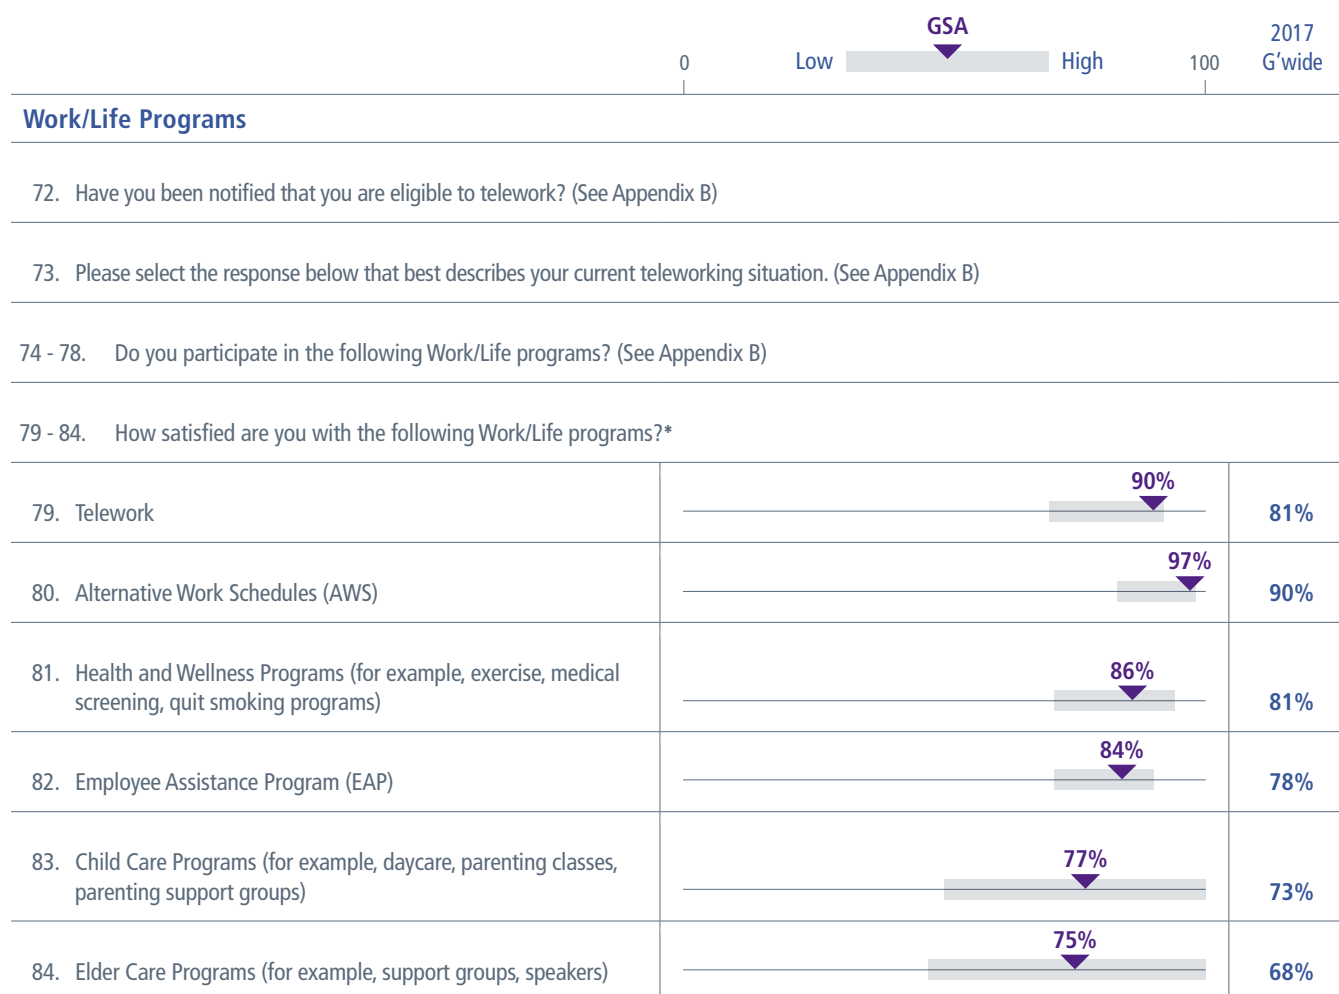 GSA
0 Low High 100 2017 G'wide
Work/Life Programs
72. Have you been notified that you are eligible to telework? (See Appendix B)
73. Please select the response below that best describes your current teleworking situation. (See Appendix B)
74 - 78. Do you participate in the following Work/Life programs? (See Appendix B)
79 - 84. How satisfied are you with the following Work/Life programs?*
79. Telework 90% 81%
80. Alternative Work Schedules (AWS) 97% 90%
81. Health and Wellness Programs (for example, exercise, medical
screening, quit smoking programs) 86% 81%
82. Employee Assistance Program (EAP) 84% 78%
83. Child Care Programs (for example, daycare, parenting classes,
parenting support groups) 77% 73%
84. Elder Care Programs (for example, support groups, speakers) 75% 68%